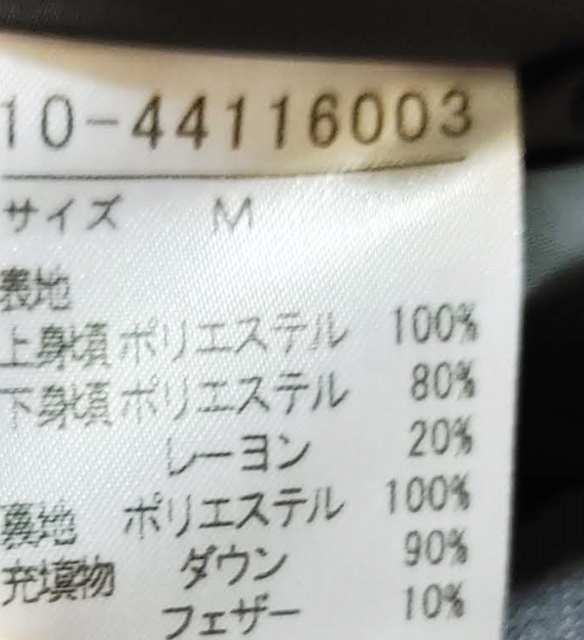 10-44116003
サイズ M
表地
上身頃 ポリエステル 100%
下身頃 ポリエステル 80%
レーヨン 20%
裏地 ポリエステル 100%
充填物 ダウン 90%
フェザー 10%